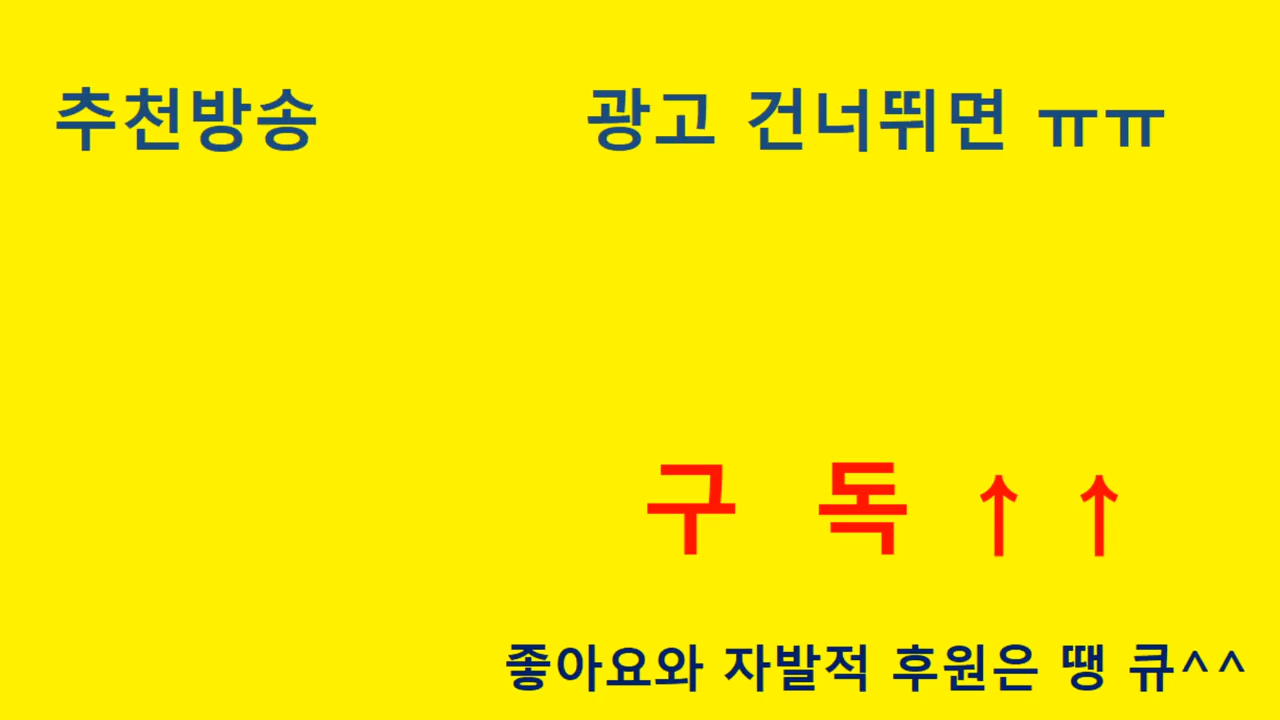 추천방송
광고 건너뛰면 ㅠㅠ
구 독 ↑ ↑
좋아요와 자발적 후원은 땡 큐^^